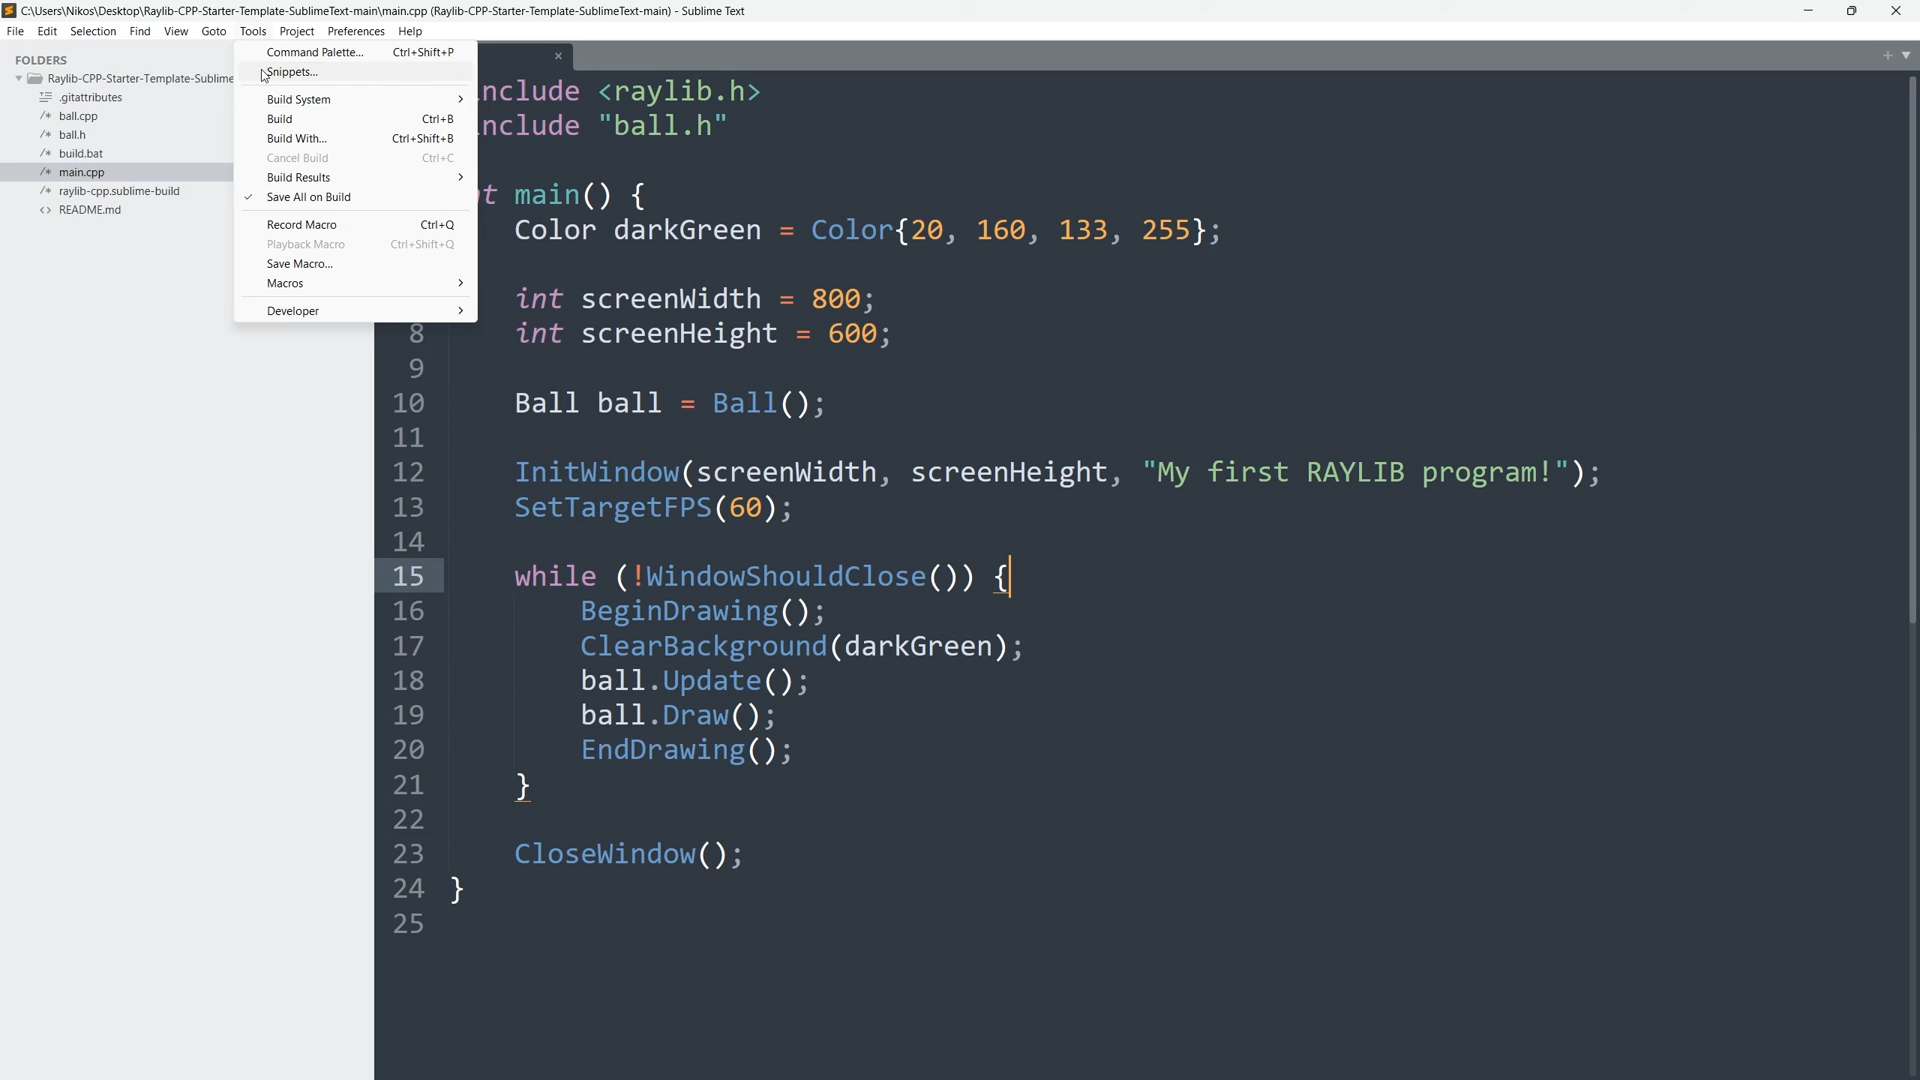 C:\Users\Nikos\Desktop\Raylib-CPP-Starter-Template-SublimeText-main\main.cpp (Raylib-CPP-Starter-Template-SublimeText-main) - Sublime Text
File Edit Selection Find View Goto Tools Project Preferences Help
FOLDERS
Raylib-CPP-Starter-Template-Sublime
.gitattributes
ball.cpp
ball.h
build.bat
main.cpp
raylib-cpp.sublime-build
README.md
Command Palette... Ctrl+Shift+P
Snippets...
Build System
Build Ctrl+B
Build With... Ctrl+Shift+B
Cancel Build Ctrl+C
Build Results
Save All on Build
Record Macro Ctrl+Q
Playback Macro Ctrl+Shift+Q
Save Macro...
Macros
Developer
nclude <raylib.h>
nclude "ball.h"
t main() {
Color darkGreen = Color{20, 160, 133, 255};
int screenWidth = 800;
8 int screenHeight = 600;
9
10 Ball ball = Ball();
11
12 InitWindow(screenWidth, screenHeight, "My first RAYLIB program!");
13 SetTargetFPS(60);
14
15 while (!WindowShouldClose()) {
16 BeginDrawing();
17 ClearBackground(darkGreen);
18 ball.Update();
19 ball.Draw();
20 EndDrawing();
21 }
22
23 CloseWindow();
24 }
25